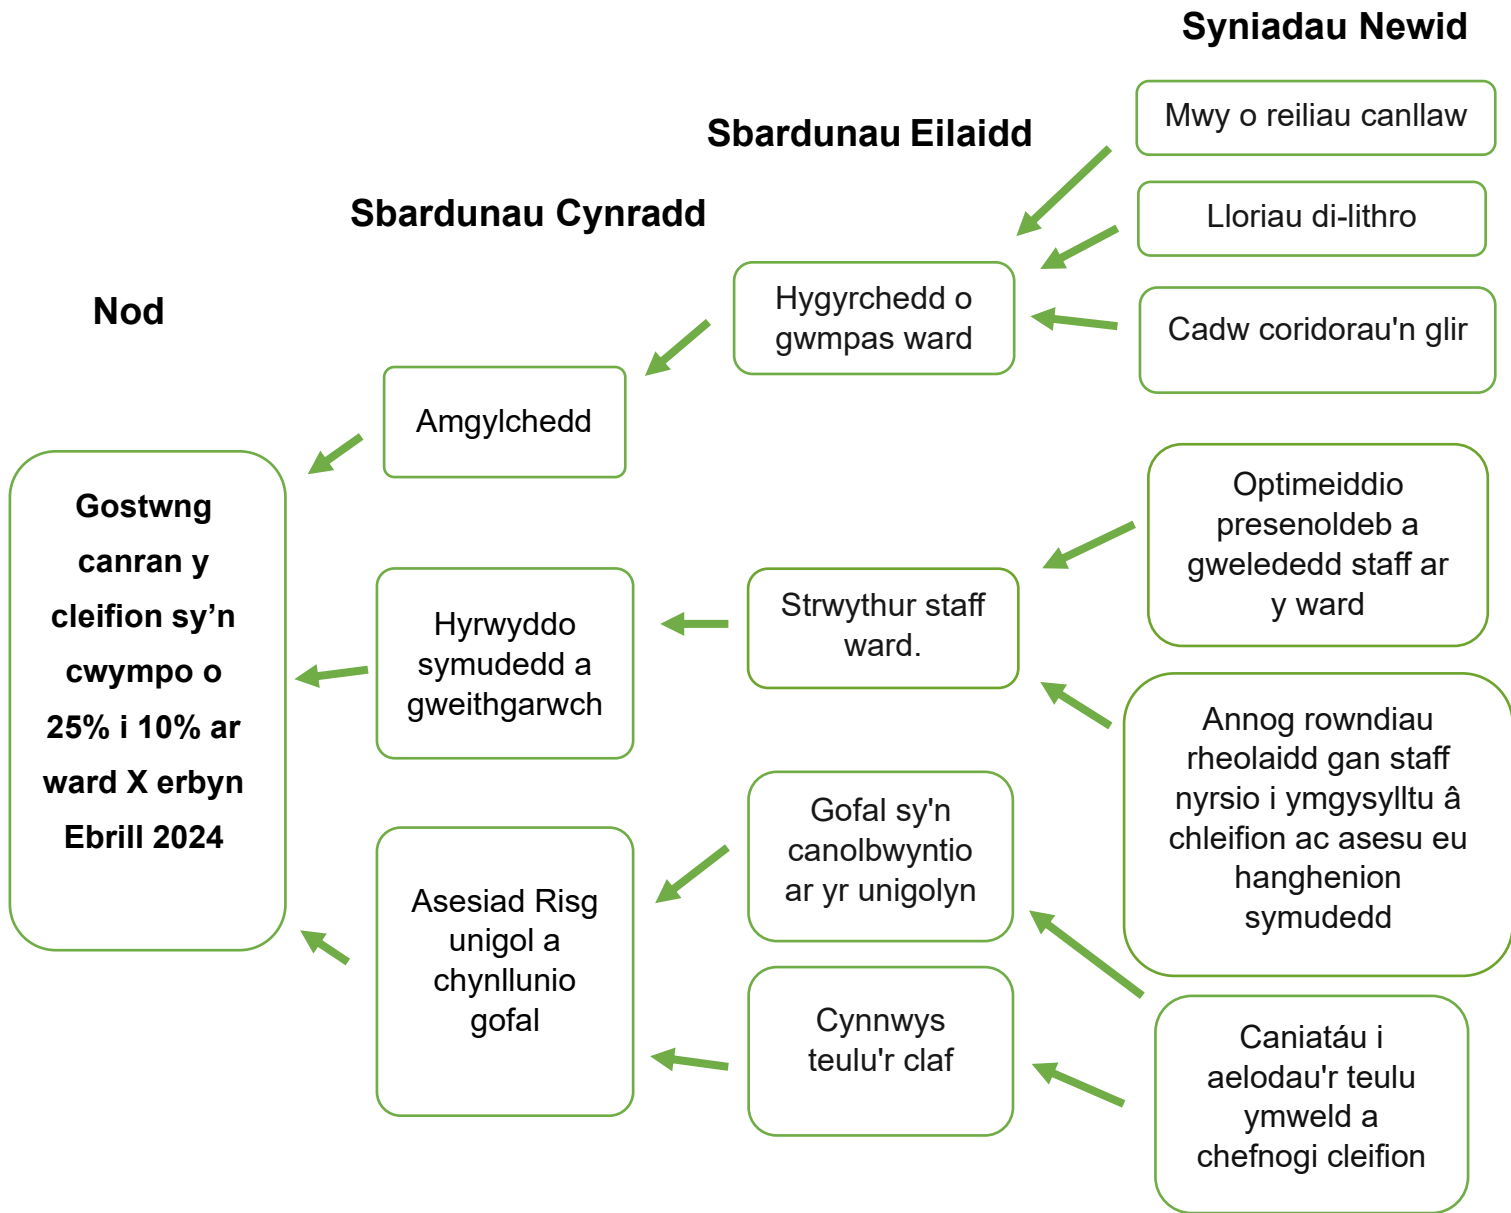 Syniadau Newid
Sbardunau Eilaidd
Sbardunau Cynradd
Nod
Gostwng
canran y
cleifion sy’n
cwympo o
25% i 10% ar
ward X erbyn
Ebrill 2024
Amgylchedd
Hyrwyddo
symudedd a
gweithgarwch
Asesiad Risg
unigol a
chynllunio
gofal
Hygyrchedd o
gwmpas ward
Strwythur staff
ward.
Gofal sy'n
canolbwyntio
ar yr unigolyn
Cynnwys
teulu'r claf
Mwy o reiliau canllaw
Lloriau di-lithro
Cadw coridorau'n glir
Optimeiddio
presenoldeb a
gwelededd staff ar
y ward
Annog rowndiau
rheolaidd gan staff
nyrsio i ymgysylltu â
chleifion ac asesu eu
hanghenion
symudedd
Caniatáu i
aelodau'r teulu
ymweld a
chefnogi cleifion